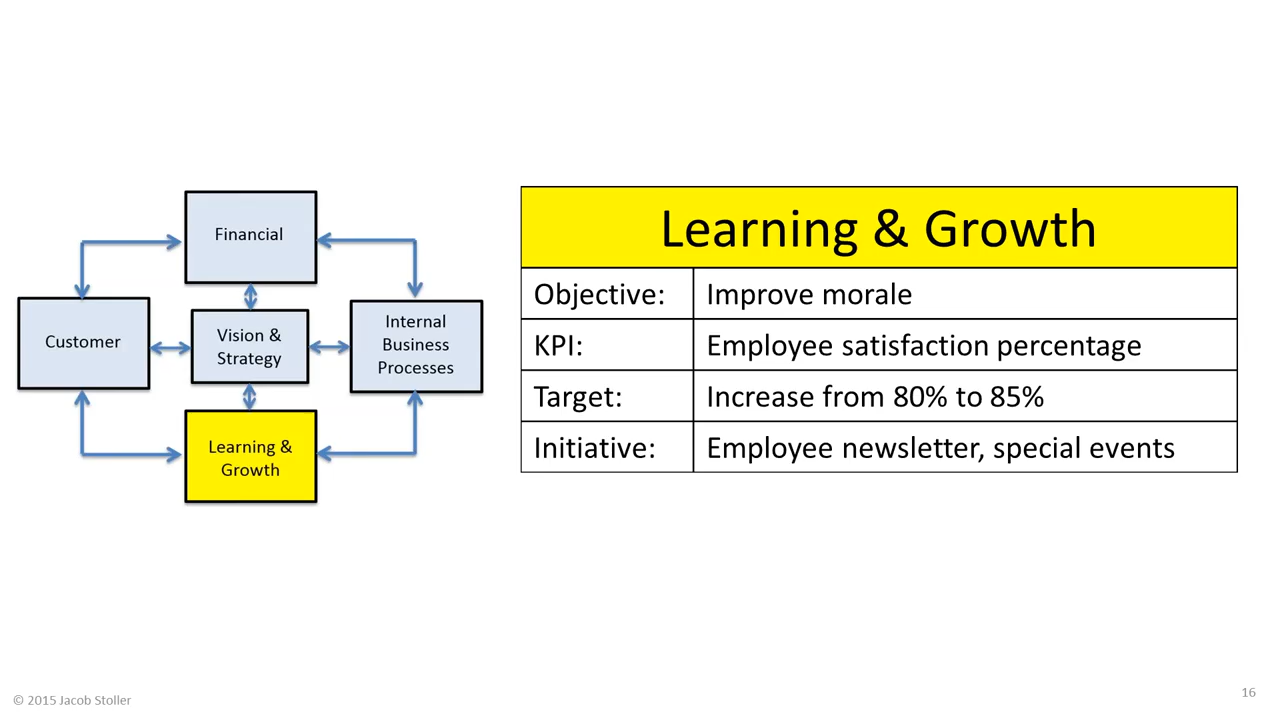 Financial
Customer
Vision &
Strategy
Internal
Business
Processes
Learning &
Growth
Learning & Growth
Objective: Improve morale
KPI: Employee satisfaction percentage
Target: Increase from 80% to 85%
Initiative: Employee newsletter, special events
© 2015 Jacob Stoller
16